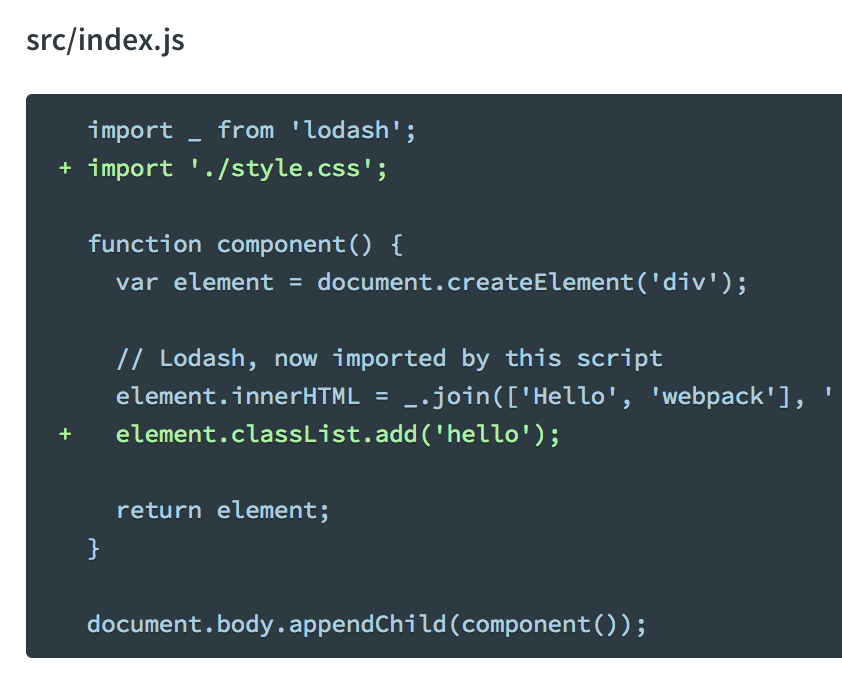 src/index.js
import _ from 'lodash';
+ import './style.css';
function component() {
var element = document.createElement('div');
// Lodash, now imported by this script
element.innerHTML = _.join(['Hello', 'webpack'], '
+ element.classList.add('hello');
return element;
}
document.body.appendChild(component());